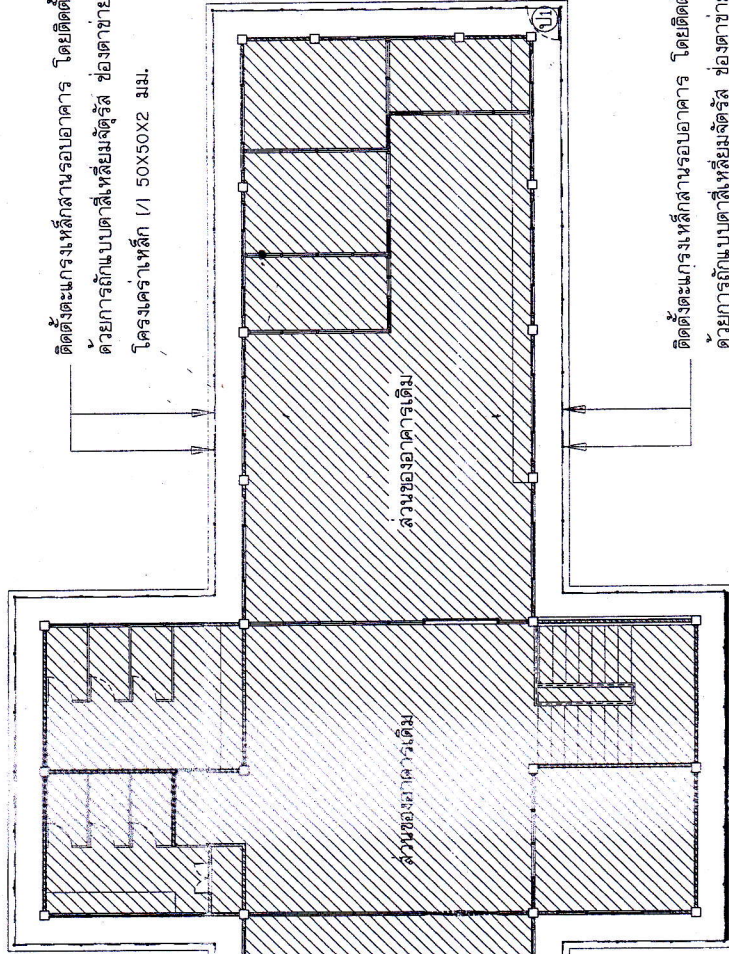 ติดตั้งตะแกรงเหล็กสานรอบอาคาร โดยติดตั้
ด้วยการถักแบบตาสี่เหลี่ยมจัตุรัส ช่องตาข่าย
โครงเคร่าเหล็ก [/] 50X50X2 มม.
ป1
ส่วนของอาคารเดิม
ส่วนของอาคารเดิม
ติดตั้งตะแกรงเหล็กสานรอบอาคาร โดยติดตั้
ด้วยการถักแบบตาสี่เหลี่ยมจัตุรัส ช่องตาข่าย